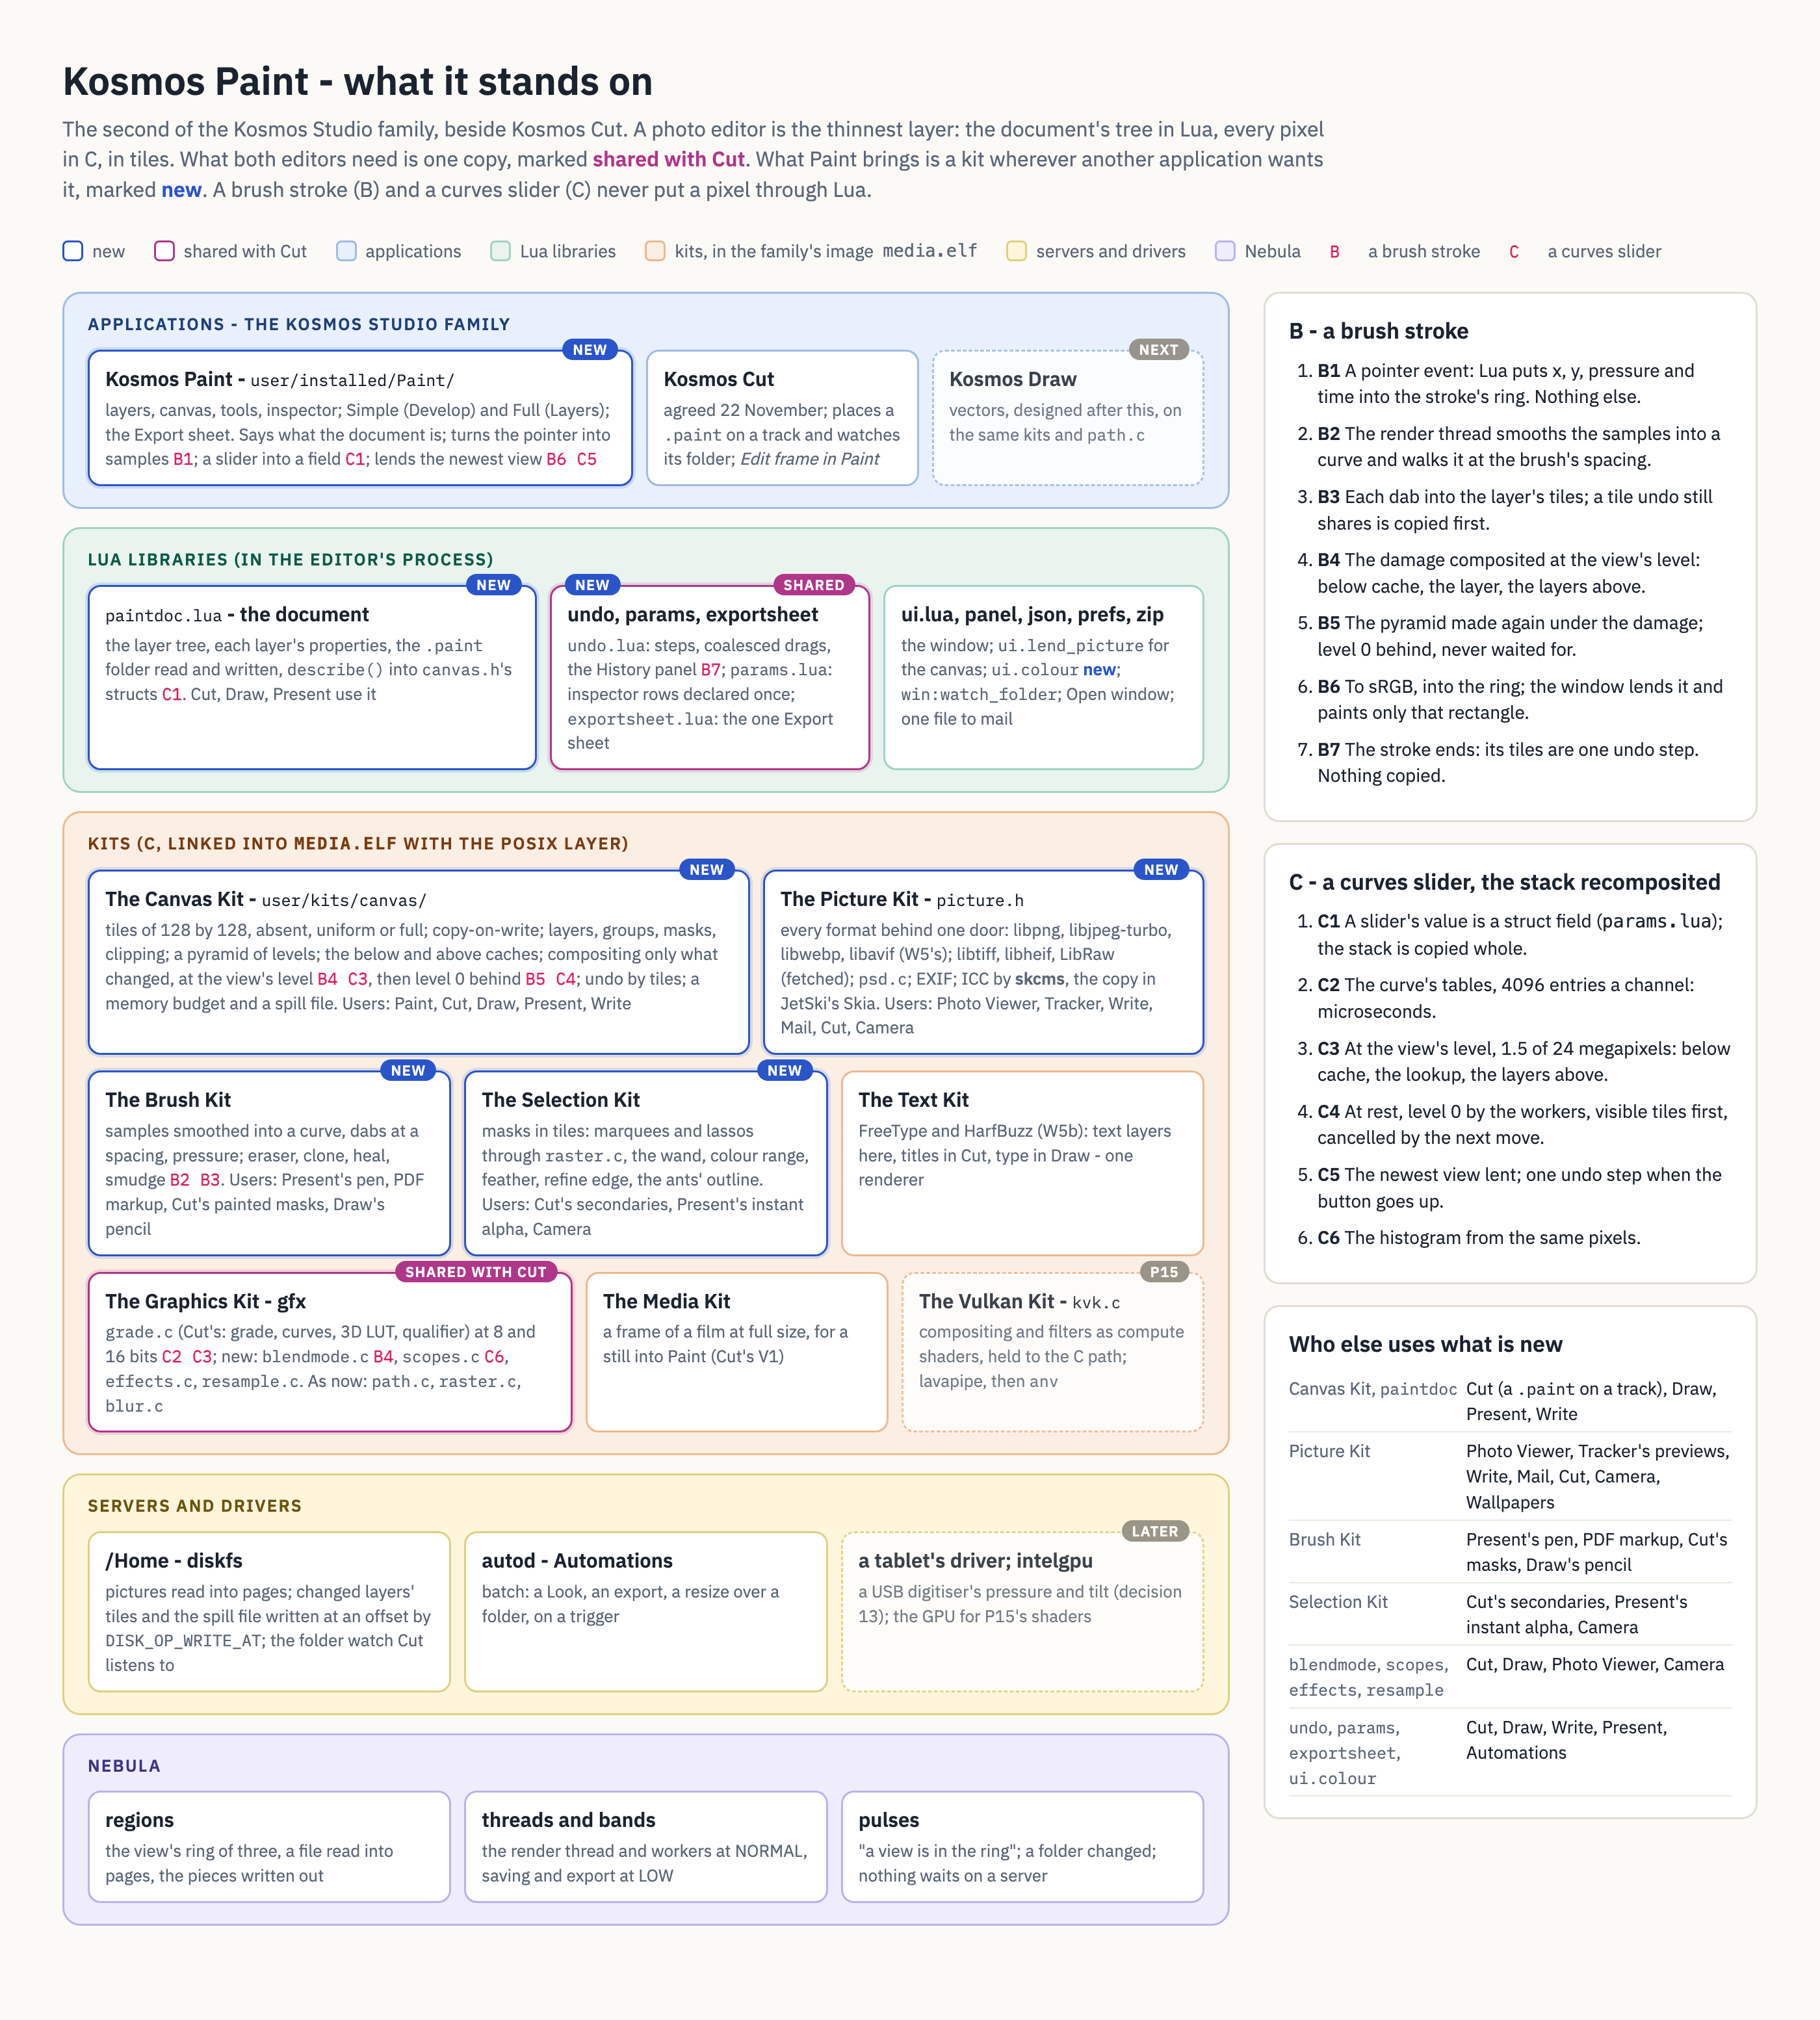 Kosmos Paint - what it stands on
The second of the Kosmos Studio family, beside Kosmos Cut. A photo editor is the thinnest layer: the document's tree in Lua, every pixel
in C, in tiles. What both editors need is one copy, marked shared with Cut. What Paint brings is a kit wherever another application wants
it, marked new. A brush stroke (B) and a curves slider (C) never put a pixel through Lua.
new shared with Cut applications Lua libraries kits, in the family's image media.elf servers and drivers Nebula B a brush stroke C a curves slider
APPLICATIONS - THE KOSMOS STUDIO FAMILY
NEW
Kosmos Paint - user/installed/Paint/
layers, canvas, tools, inspector; Simple (Develop) and Full (Layers);
the Export sheet. Says what the document is; turns the pointer into
samples B1; a slider into a field C1; lends the newest view B6 C5
Kosmos Cut
agreed 22 November; places a
.paint on a track and watches
its folder; Edit frame in Paint
NEXT
Kosmos Draw
vectors, designed after this, on
the same kits and path.c
LUA LIBRARIES (IN THE EDITOR'S PROCESS)
NEW
paintdoc.lua - the document
the layer tree, each layer's properties, the .paint
folder read and written, describe() into canvas.h's
structs C1. Cut, Draw, Present use it
NEW SHARED
undo, params, exportsheet
undo.lua: steps, coalesced drags,
the History panel B7; params.lua:
inspector rows declared once;
exportsheet.lua: the one Export
sheet
ui.lua, panel, json, prefs, zip
the window; ui.lend_picture for
the canvas; ui.colour new;
win:watch_folder; Open window;
one file to mail
KITS (C, LINKED INTO MEDIA.ELF WITH THE POSIX LAYER)
NEW
The Canvas Kit - user/kits/canvas/
tiles of 128 by 128, absent, uniform or full; copy-on-write; layers, groups, masks,
clipping; a pyramid of levels; the below and above caches; compositing only what
changed, at the view's level B4 C3, then level 0 behind B5 C4; undo by tiles; a
memory budget and a spill file. Users: Paint, Cut, Draw, Present, Write
NEW
The Picture Kit - picture.h
every format behind one door: libpng, libjpeg-turbo,
libwebp, libavif (W5's); libtiff, libheif, LibRaw
(fetched); psd.c; EXIF; ICC by skcms, the copy in
JetSki's Skia. Users: Photo Viewer, Tracker, Write,
Mail, Cut, Camera
NEW
The Brush Kit
samples smoothed into a curve, dabs at a
spacing, pressure; eraser, clone, heal,
smudge B2 B3. Users: Present's pen, PDF
markup, Cut's painted masks, Draw's
pencil
NEW
The Selection Kit
masks in tiles: marquees and lassos
through raster.c, the wand, colour range,
feather, refine edge, the ants' outline.
Users: Cut's secondaries, Present's instant
alpha, Camera
The Text Kit
FreeType and HarfBuzz (W5b): text layers
here, titles in Cut, type in Draw - one
renderer
SHARED WITH CUT
The Graphics Kit - gfx
grade.c (Cut's: grade, curves, 3D LUT, qualifier) at 8 and
16 bits C2 C3; new: blendmode.c B4, scopes.c C6,
effects.c, resample.c. As now: path.c, raster.c,
blur.c
The Media Kit
a frame of a film at full size, for a
still into Paint (Cut's V1)
P15
The Vulkan Kit - kvk.c
compositing and filters as compute
shaders, held to the C path;
lavapipe, then anv
SERVERS AND DRIVERS
/Home - diskfs
pictures read into pages; changed layers'
tiles and the spill file written at an offset by
DISK_OP_WRITE_AT; the folder watch Cut
listens to
autod - Automations
batch: a Look, an export, a resize over a
folder, on a trigger
LATER
a tablet's driver; intelgpu
a USB digitiser's pressure and tilt (decision
13); the GPU for P15's shaders
NEBULA
regions
the view's ring of three, a file read into
pages, the pieces written out
threads and bands
the render thread and workers at NORMAL,
saving and export at LOW
pulses
"a view is in the ring"; a folder changed;
nothing waits on a server
B - a brush stroke
1. B1 A pointer event: Lua puts x, y, pressure and
time into the stroke's ring. Nothing else.
2. B2 The render thread smooths the samples into a
curve and walks it at the brush's spacing.
3. B3 Each dab into the layer's tiles; a tile undo still
shares is copied first.
4. B4 The damage composited at the view's level:
below cache, the layer, the layers above.
5. B5 The pyramid made again under the damage;
level 0 behind, never waited for.
6. B6 To sRGB, into the ring; the window lends it and
paints only that rectangle.
7. B7 The stroke ends: its tiles are one undo step.
Nothing copied.
C - a curves slider, the stack recomposited
1. C1 A slider's value is a struct field (params.lua);
the stack is copied whole.
2. C2 The curve's tables, 4096 entries a channel:
microseconds.
3. C3 At the view's level, 1.5 of 24 megapixels: below
cache, the lookup, the layers above.
4. C4 At rest, level 0 by the workers, visible tiles first,
cancelled by the next move.
5. C5 The newest view lent; one undo step when the
button goes up.
6. C6 The histogram from the same pixels.
Who else uses what is new
Canvas Kit, paintdoc Cut (a .paint on a track), Draw,
Present, Write
Picture Kit Photo Viewer, Tracker's previews,
Write, Mail, Cut, Camera,
Wallpapers
Brush Kit Present's pen, PDF markup, Cut's
masks, Draw's pencil
Selection Kit Cut's secondaries, Present's
instant alpha, Camera
blendmode, scopes, Cut, Draw, Photo Viewer, Camera
effects, resample
undo, params, Cut, Draw, Write, Present,
exportsheet, Automations
ui.colour